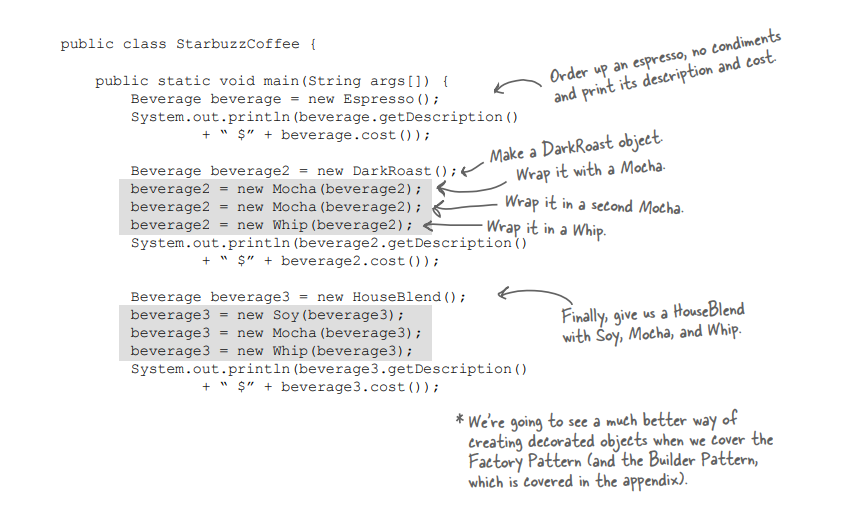 public class StarbuzzCoffee {
public static void main(String args[]) {
Beverage beverage = new Espresso();
System.out.println(beverage.getDescription()
+ “ $” + beverage.cost());
Order up an espresso, no condiments
and print its description and cost.
Beverage beverage2 = new DarkRoast();
beverage2 = new Mocha(beverage2);
beverage2 = new Mocha(beverage2);
beverage2 = new Whip(beverage2);
System.out.println(beverage2.getDescription()
+ “ $” + beverage2.cost());
Make a DarkRoast object.
Wrap it with a Mocha.
Wrap it in a second Mocha.
Wrap it in a Whip.
Beverage beverage3 = new HouseBlend();
beverage3 = new Soy(beverage3);
beverage3 = new Mocha(beverage3);
beverage3 = new Whip(beverage3);
System.out.println(beverage3.getDescription()
+ “ $” + beverage3.cost());
Finally, give us a HouseBlend
with Soy, Mocha, and Whip.
* We're going to see a much better way of
creating decorated objects when we cover the
Factory Pattern (and the Builder Pattern,
which is covered in the appendix).